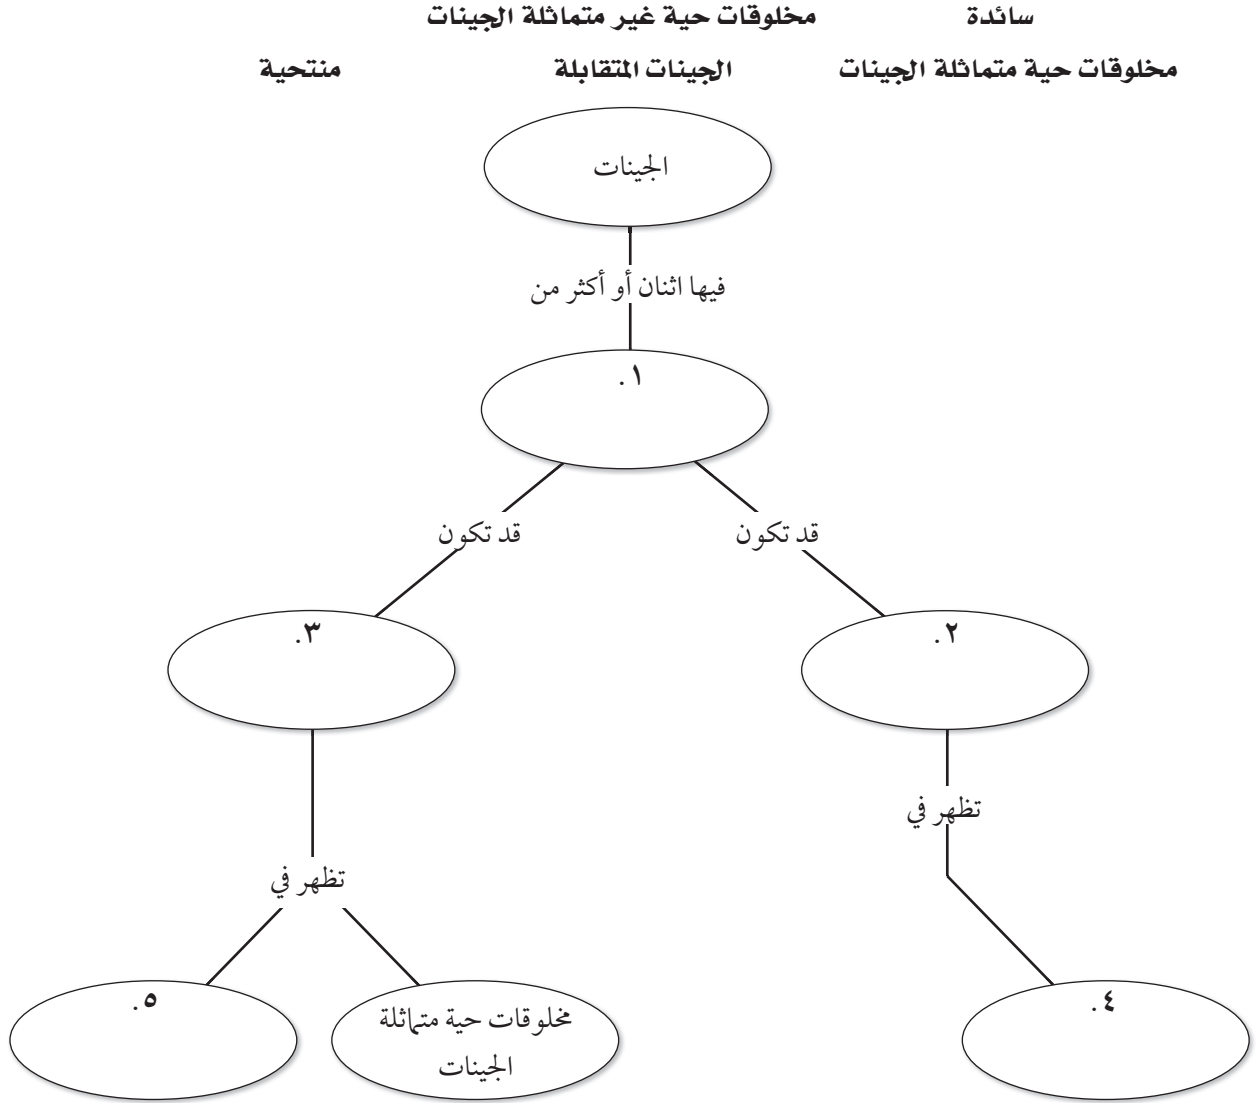 سائدة مخلوقات حية غير متماثلة الجينات
مخلوقات حية متماثلة الجينات الجينات المتقابلة منتحية
الجينات
فيها اثنان أو أكثر من
١.
قد تكون قد تكون
٢. ٣.
تظهر في
تظهر في
٤. مخلوقات حية متماثلة ٥.
الجينات